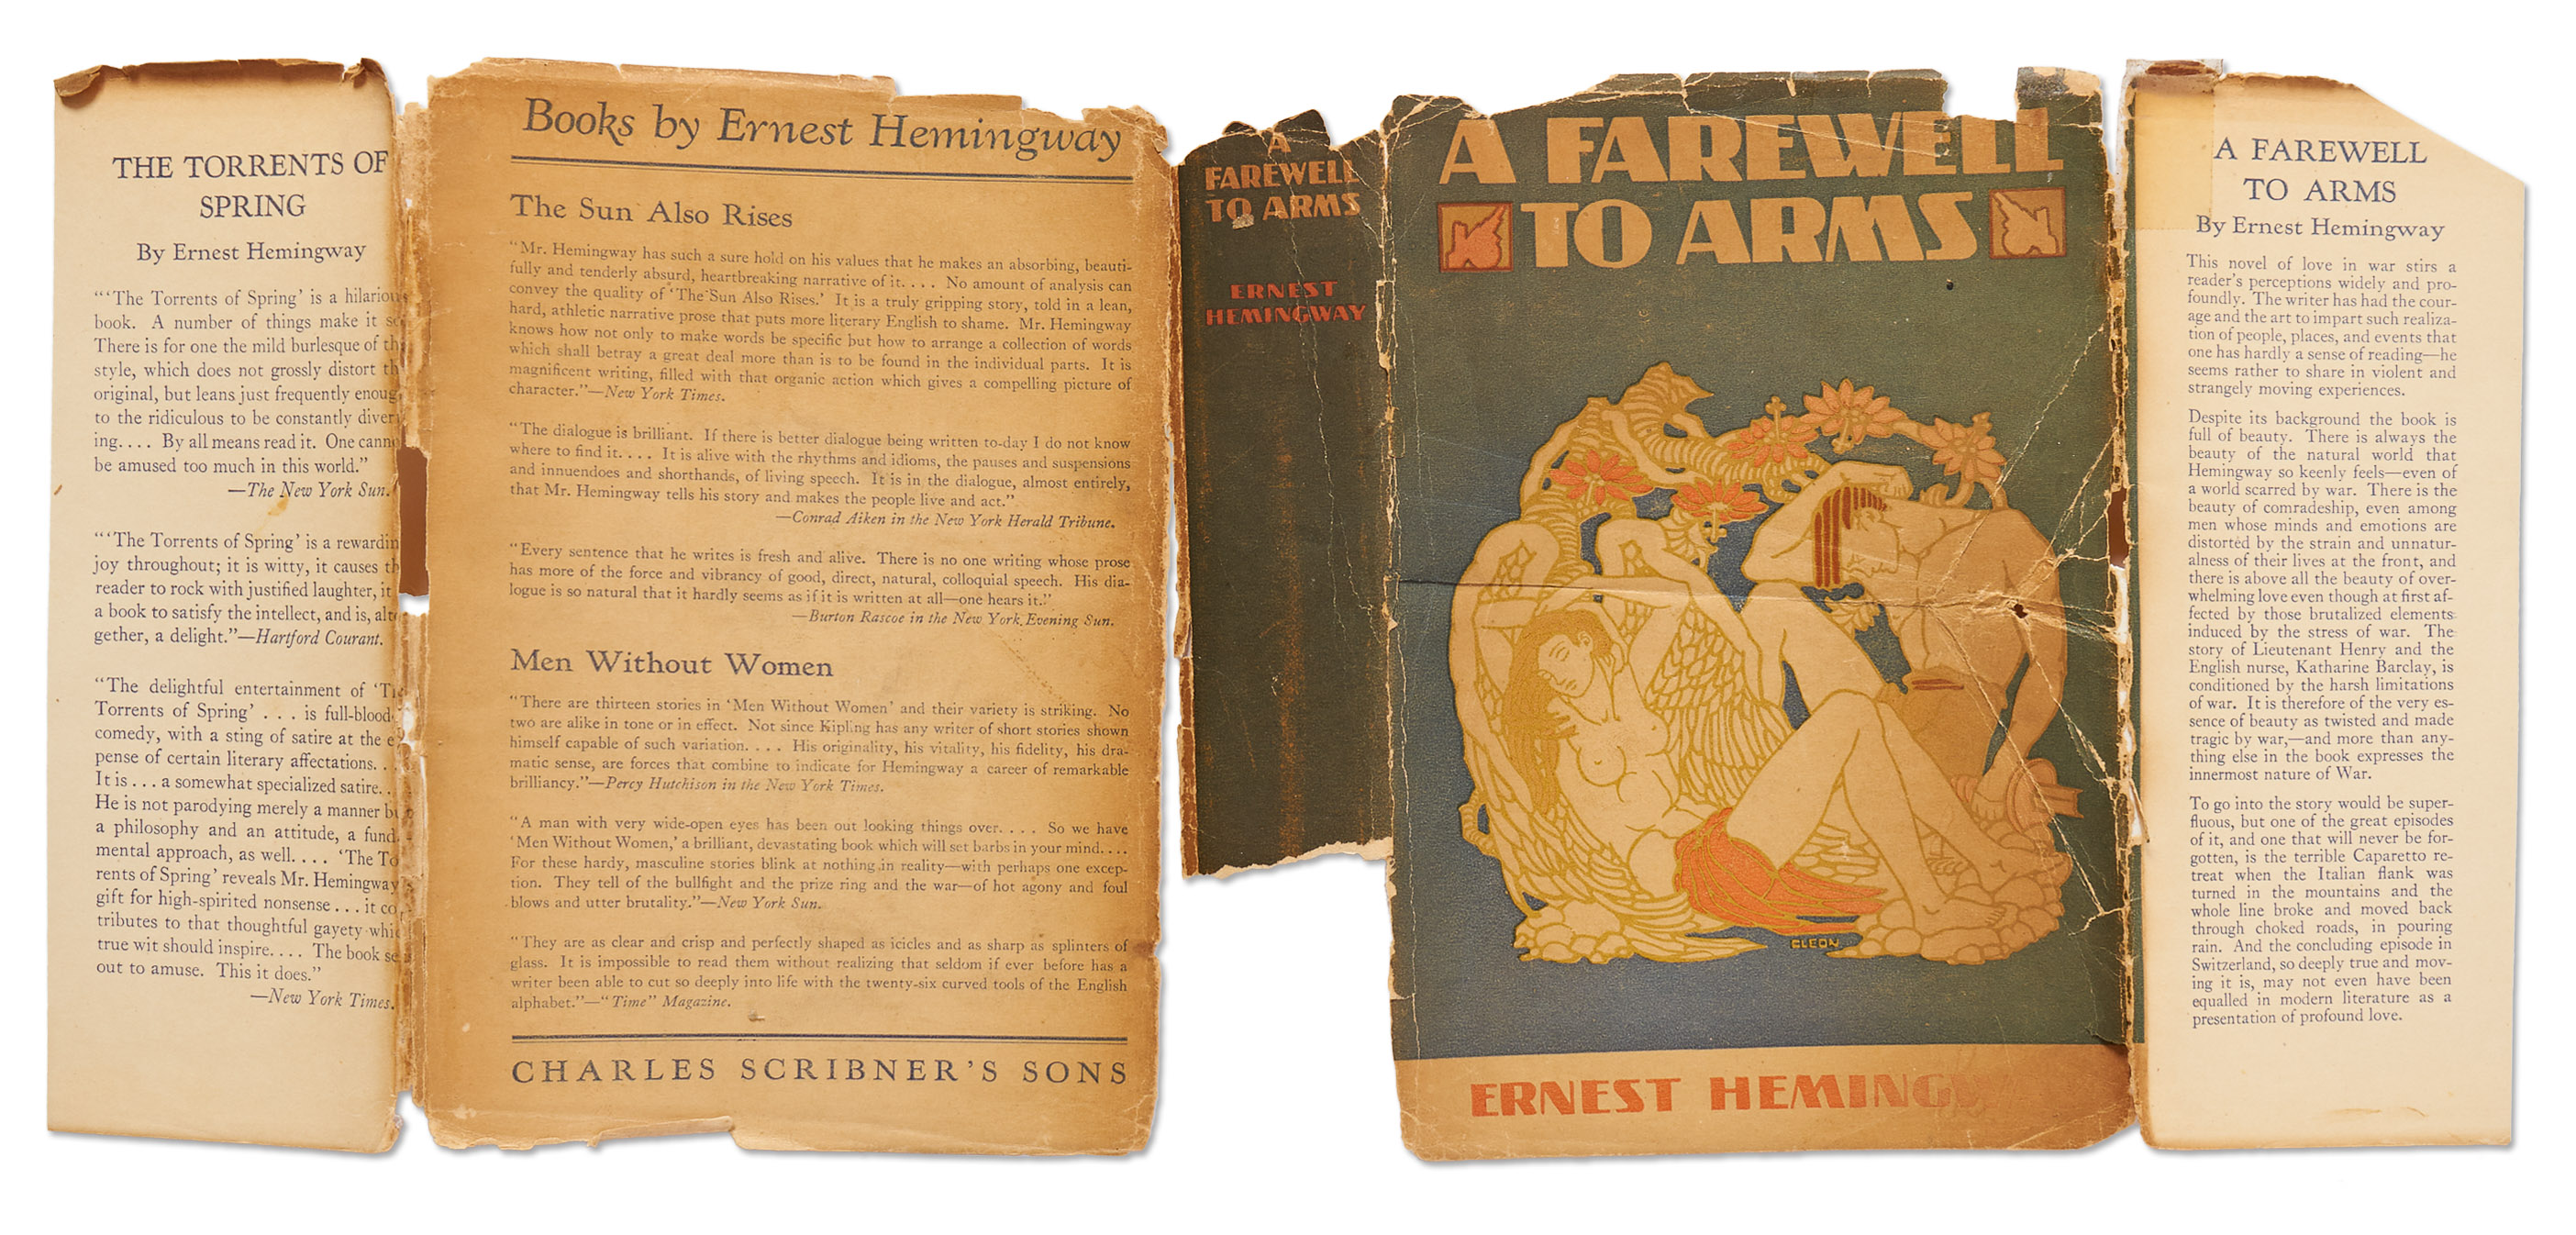 THE TORRENTS OF
SPRING
By Ernest Hemingway
“‘The Torrents of Spring’ is a hilarious
book. A number of things make it so.
There is for one the mild burlesque of th
style, which does not grossly distort th
original, but leans just frequently enoug
to the ridiculous to be constantly diver
ing.... By all means read it. One canno
be amused too much in this world.”
—The New York Sun.
“‘The Torrents of Spring’ is a rewardin
joy throughout; it is witty, it causes th
reader to rock with justified laughter, it
a book to satisfy the intellect, and is, alto
gether, a delight.”—Hartford Courant.
“The delightful entertainment of ‘T
Torrents of Spring’ . . . is full-blood
comedy, with a sting of satire at the e
pense of certain literary affectations. . .
It is . . . a somewhat specialized satire. .
He is not parodying merely a manner b
a philosophy and an attitude, a fund
mental approach, as well. . . . ‘The To
rents of Spring’ reveals Mr. Hemingway
gift for high-spirited nonsense . . . it co
tributes to that thoughtful gayety whi
true wit should inspire. . . . The book se
out to amuse. This it does.”
—New York Times.
Books by Ernest Hemingway
The Sun Also Rises
“Mr. Hemingway has such a sure hold on his values that he makes an absorbing, beauti-
fully and tenderly absurd, heartbreaking narrative of it. . . . No amount of analysis can
convey the quality of ‘The Sun Also Rises.’ It is a truly gripping story, told in a lean,
hard, athletic narrative prose that puts more literary English to shame. Mr. Hemingway
knows how not only to make words be specific but how to arrange a collection of words
which shall betray a great deal more than is to be found in the individual parts. It is
magnificent writing, filled with that organic action which gives a compelling picture of
character.”—New York Times.
“The dialogue is brilliant. If there is better dialogue being written to-day I do not know
where to find it. . . . It is alive with the rhythms and idioms, the pauses and suspensions
and innuendoes and shorthands, of living speech. It is in the dialogue, almost entirely,
that Mr. Hemingway tells his story and makes the people live and act.”
—Conrad Aiken in the New York Herald Tribune.
“Every sentence that he writes is fresh and alive. There is no one writing whose prose
has more of the force and vibrancy of good, direct, natural, colloquial speech. His dia-
logue is so natural that it hardly seems as if it is written at all—one hears it.”
—Burton Rascoe in the New York Evening Sun.
Men Without Women
“There are thirteen stories in ‘Men Without Women’ and their variety is striking. No
two are alike in tone or in effect. Not since Kipling has any writer of short stories shown
himself capable of such variation. . . . His originality, his vitality, his fidelity, his dra-
matic sense, are forces that combine to indicate for Hemingway a career of remarkable
brilliancy.”—Percy Hutchison in the New York Times.
“A man with very wide-open eyes has been out looking things over. . . . So we have
‘Men Without Women,’ a brilliant, devastating book which will set barbs in your mind. . . .
For these hardy, masculine stories blink at nothing in reality—with perhaps one excep-
tion. They tell of the bullfight and the prize ring and the war—of hot agony and foul
blows and utter brutality.”—New York Sun.
“They are as clear and crisp and perfectly shaped as icicles and as sharp as splinters of
glass. It is impossible to read them without realizing that seldom if ever before has a
writer been able to cut so deeply into life with the twenty-six curved tools of the English
alphabet.”—“Time” Magazine.
CHARLES SCRIBNER'S SONS
A
FAREWELL
TO ARMS
ERNEST
HEMINGWAY
A FAREWELL
TO ARMS
CLEON
ERNEST HEMING
A FAREWELL
TO ARMS
By Ernest Hemingway
This novel of love in war stirs a
reader's perceptions widely and pro-
foundly. The writer has had the cour-
age and the art to impart such realiza-
tion of people, places, and events that
one has hardly a sense of reading—he
seems rather to share in violent and
strangely moving experiences.
Despite its background the book is
full of beauty. There is always the
beauty of the natural world that
Hemingway so keenly feels—even of
a world scarred by war. There is the
beauty of comradeship, even among
men whose minds and emotions are
distorted by the strain and unnatur-
alness of their lives at the front, and
there is above all the beauty of over-
whelming love even though at first af-
fected by those brutalized elements
induced by the stress of war. The
story of Lieutenant Henry and the
English nurse, Katharine Barclay, is
conditioned by the harsh limitations
of war. It is therefore of the very es-
sence of beauty as twisted and made
tragic by war,—and more than any-
thing else in the book expresses the
innermost nature of War.
To go into the story would be super-
fluous, but one of the great episodes
of it, and one that will never be for-
gotten, is the terrible Caparetto re-
treat when the Italian flank was
turned in the mountains and the
whole line broke and moved back
through choked roads, in pouring
rain. And the concluding episode in
Switzerland, so deeply true and mov-
ing it is, may not even have been
equalled in modern literature as a
presentation of profound love.